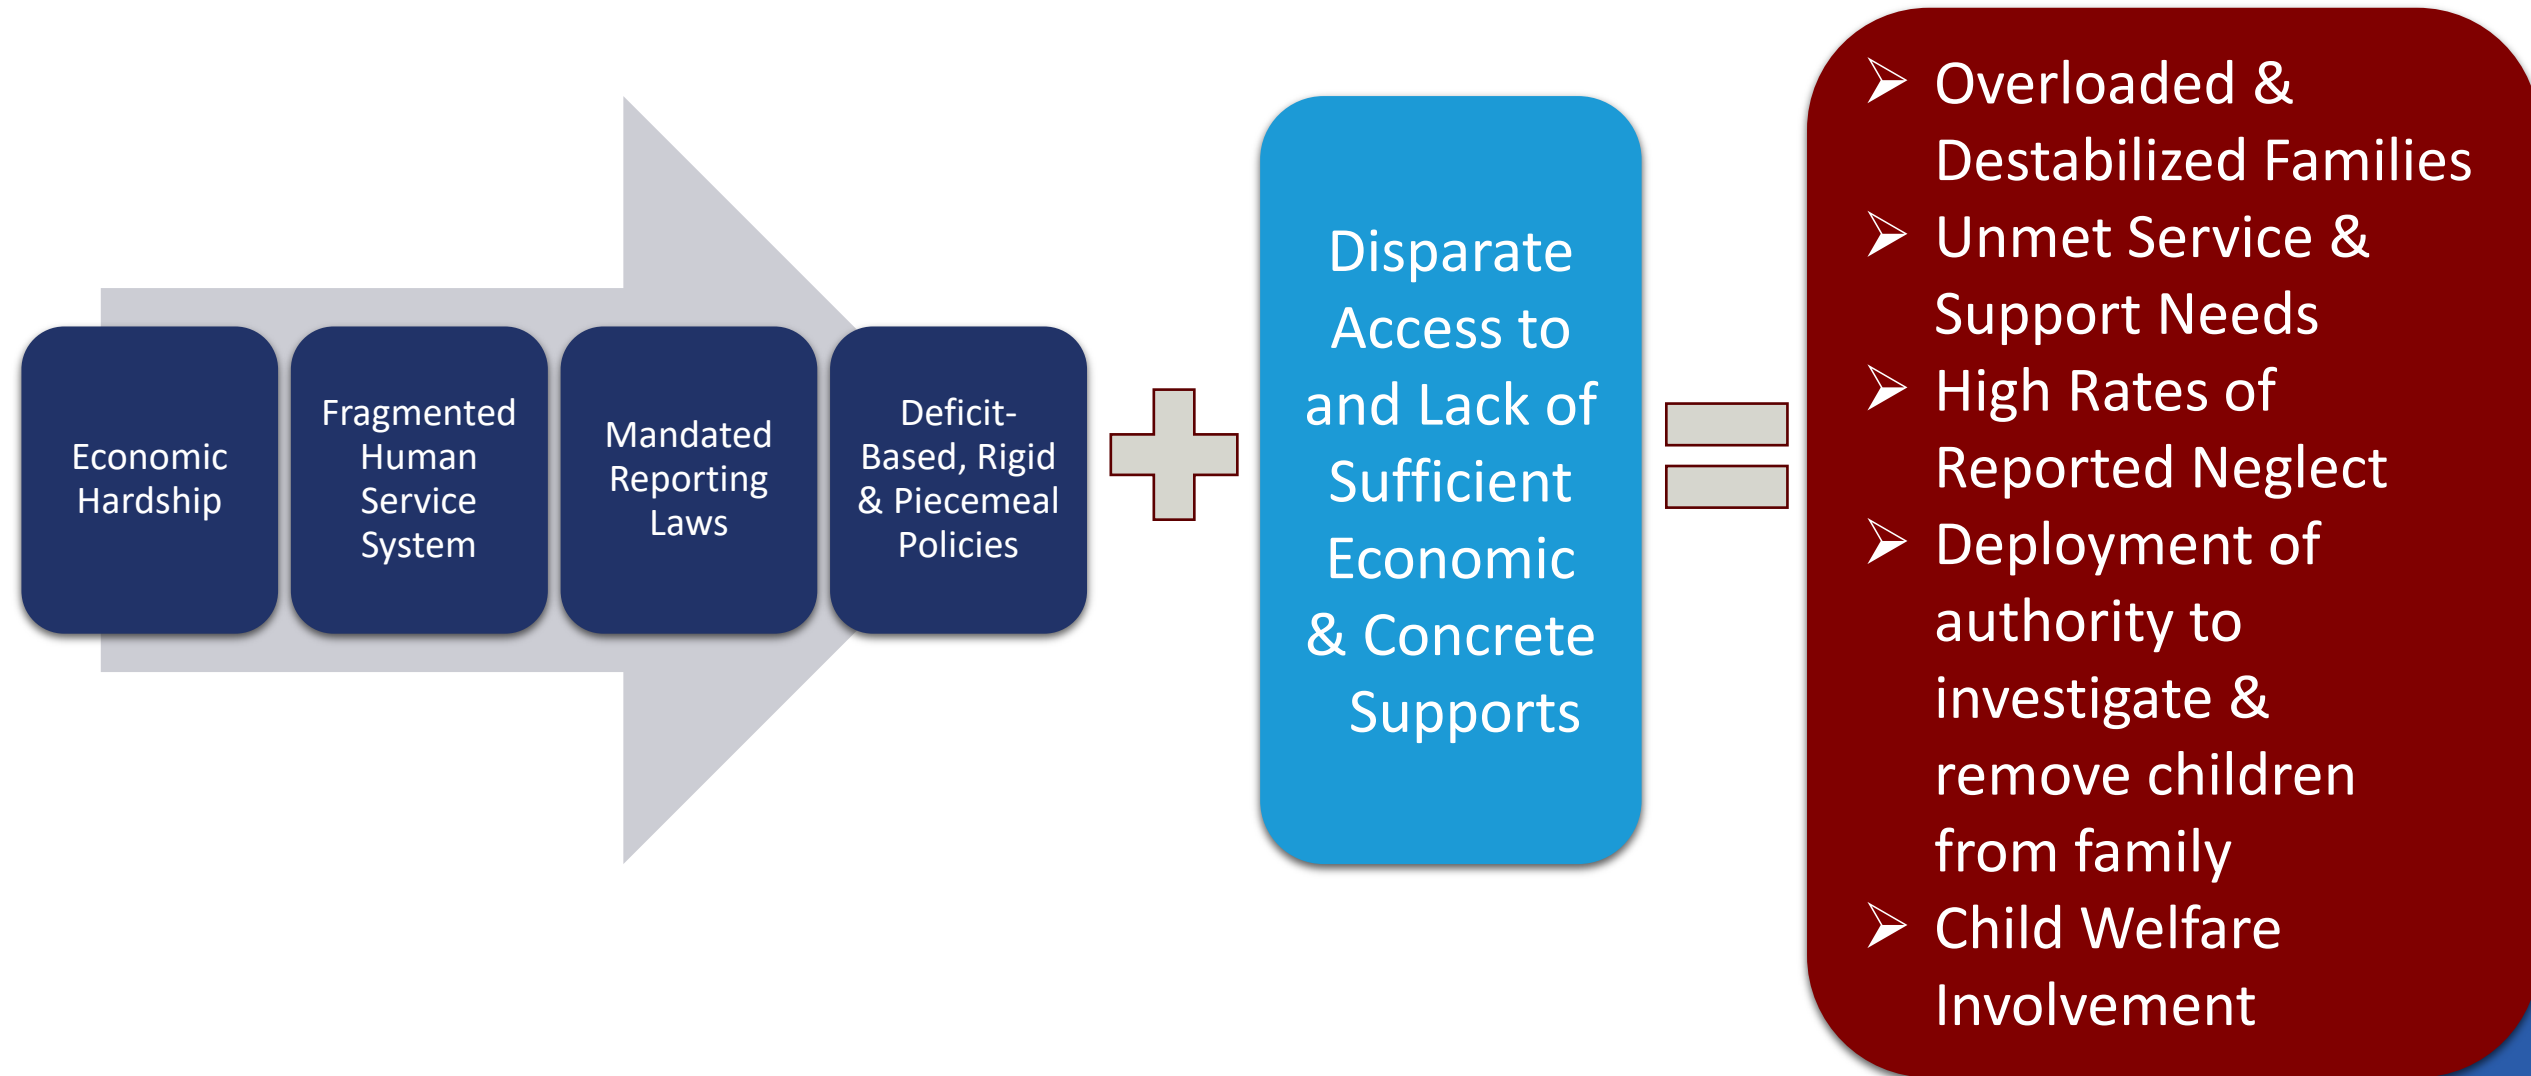 Economic
Hardship
Fragmented
Human
Service
System
Mandated
Reporting
Laws
Deficit-
Based, Rigid
& Piecemeal
Policies
Disparate
Access to
and Lack of
Sufficient
Economic
& Concrete
Supports
Overloaded &
Destabilized Families
Unmet Service &
Support Needs
High Rates of
Reported Neglect
Deployment of
authority to
investigate &
remove children
from family
Child Welfare
Involvement